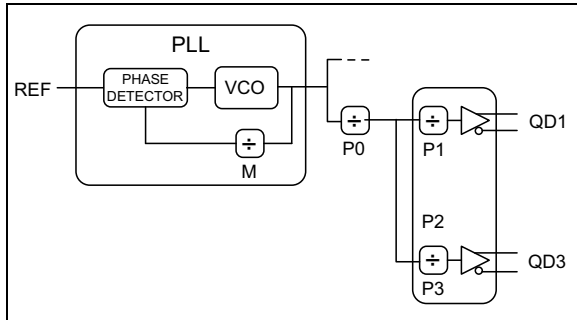 PLL
REF
PHASE
DETECTOR
VCO
÷
M
÷
P0
÷
P1
QD1
P2
÷
P3
QD3